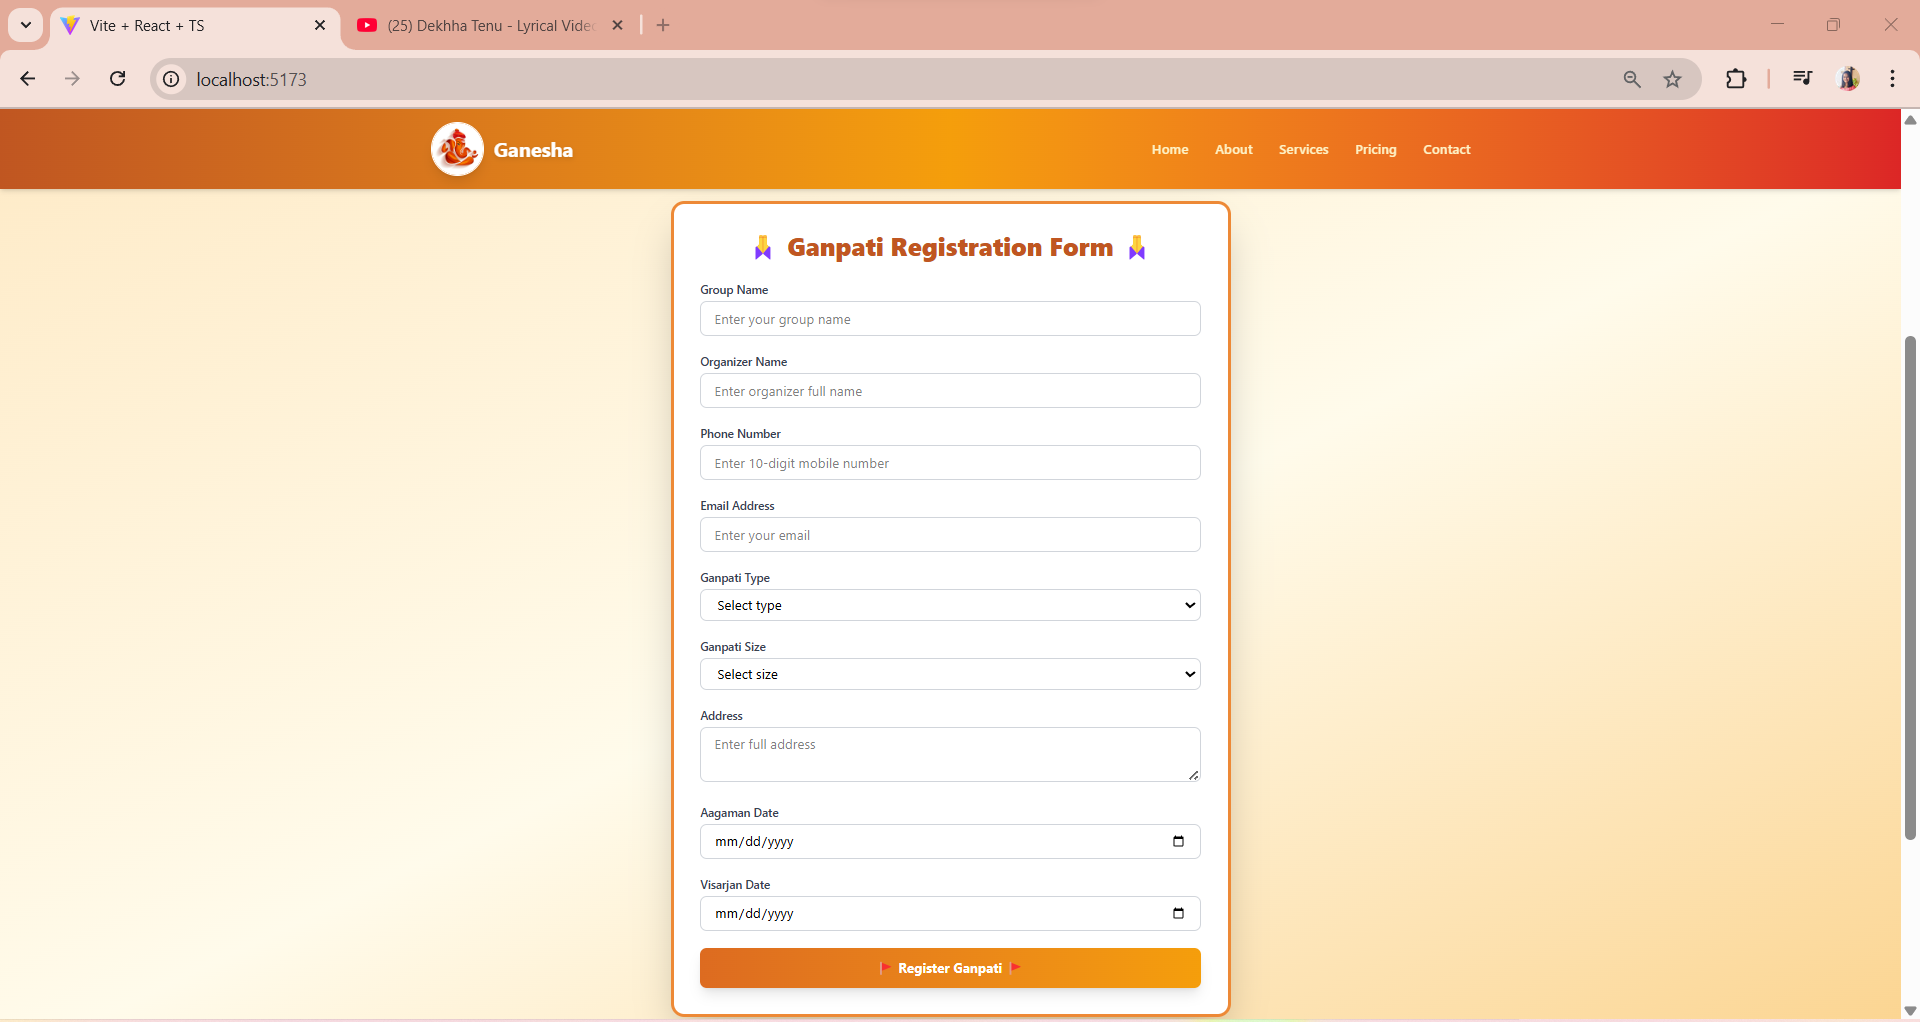 Vite + React + TS
(25) Dekhha Tenu - Lyrical Vide
localhost:5173
Ganesha
Home About Services Pricing Contact
Ganpati Registration Form
Group Name
Enter your group name
Organizer Name
Enter organizer full name
Phone Number
Enter 10-digit mobile number
Email Address
Enter your email
Ganpati Type
Select type
Ganpati Size
Select size
Address
Enter full address
Aagaman Date
mm/dd/yyyy
Visarjan Date
mm/dd/yyyy
Register Ganpati